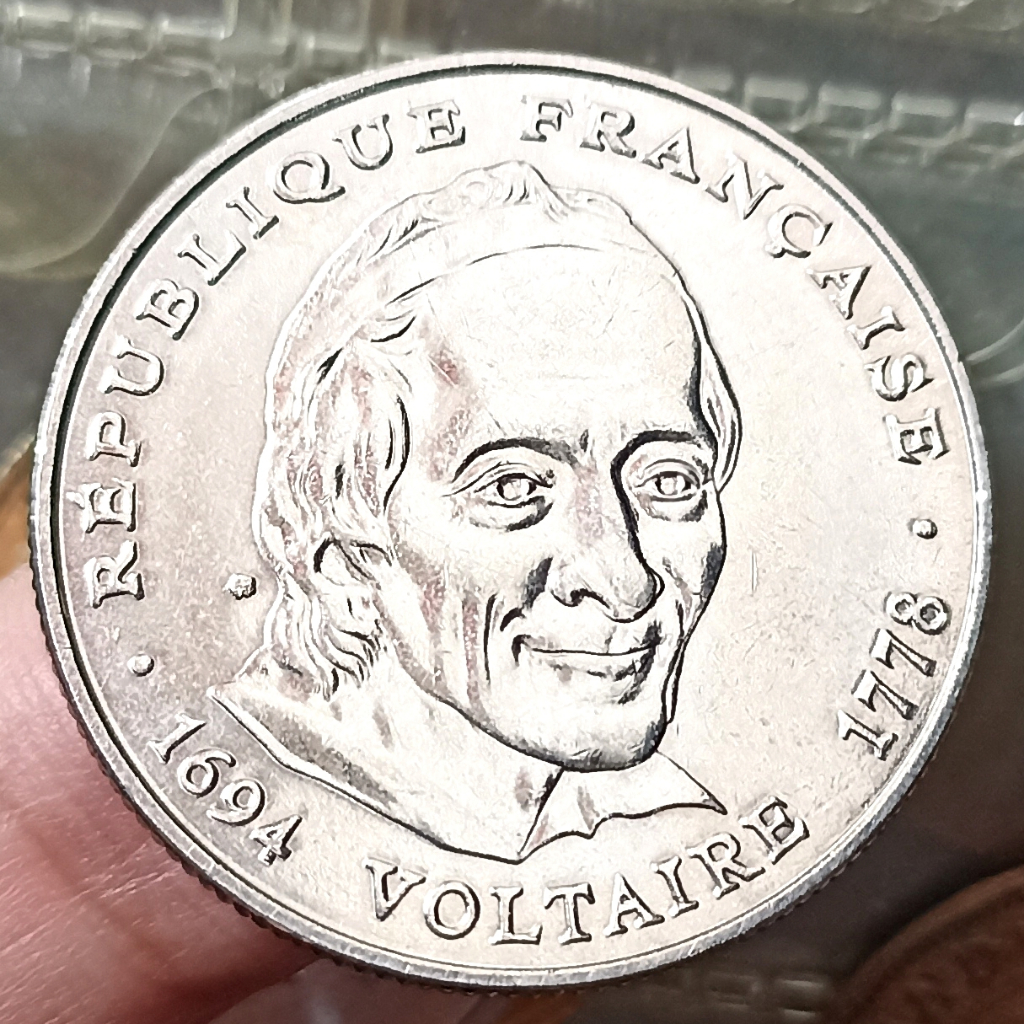 RÉPUBLIQUE FRANÇAISE
· 1694 VOLTAIRE 1778 ·